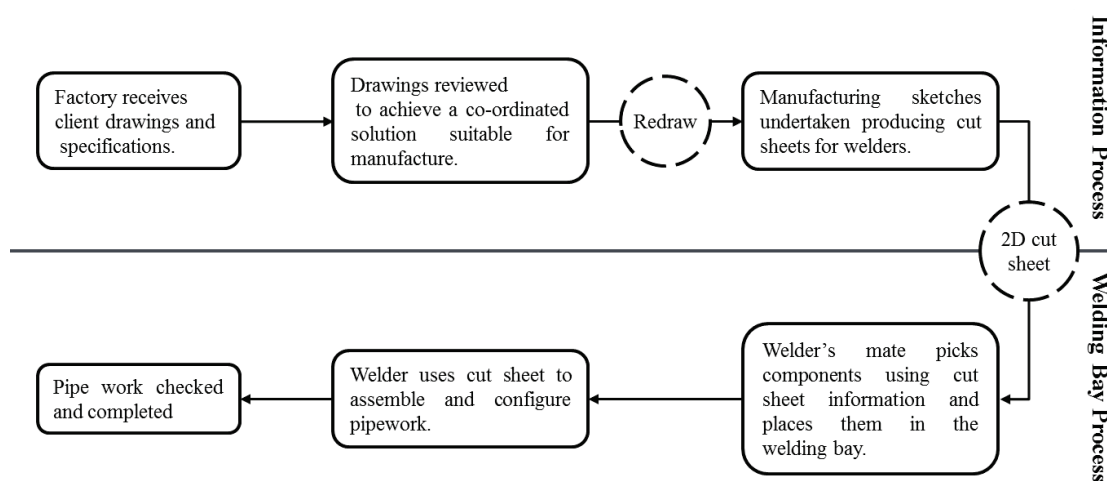 Factory receives
client drawings and
specifications.
Drawings reviewed
to achieve a co-ordinated
solution suitable for
manufacture.
Redraw
Manufacturing sketches
undertaken producing cut
sheets for welders.
Information Process
2D cut
sheet
Welding Bay Process
Welder’s mate picks
components using cut
sheet information and
places them in the
welding bay.
Welder uses cut sheet to
assemble and configure
pipework.
Pipe work checked
and completed